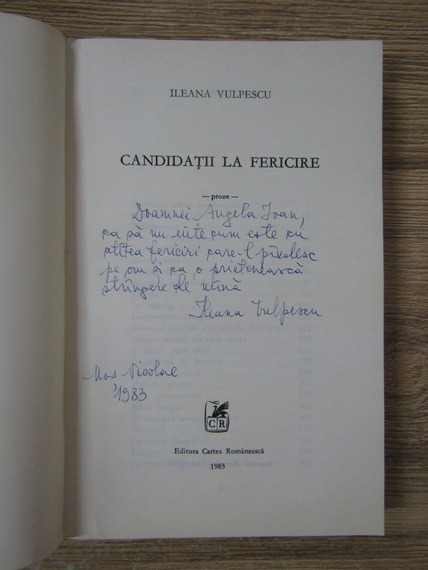 ILEANA VULPESCU
CANDIDAȚII LA FERICIRE
— proze —
Doamnei Angela Ioan,
ca să nu uite cum este cu
atîtea fericiri care-l pîndesc
pe om și ca o prietenească
strîngere de mînă
Ileana Vulpescu
Moș Nicolae
'1983
CR
Editura Cartea Românească
1983